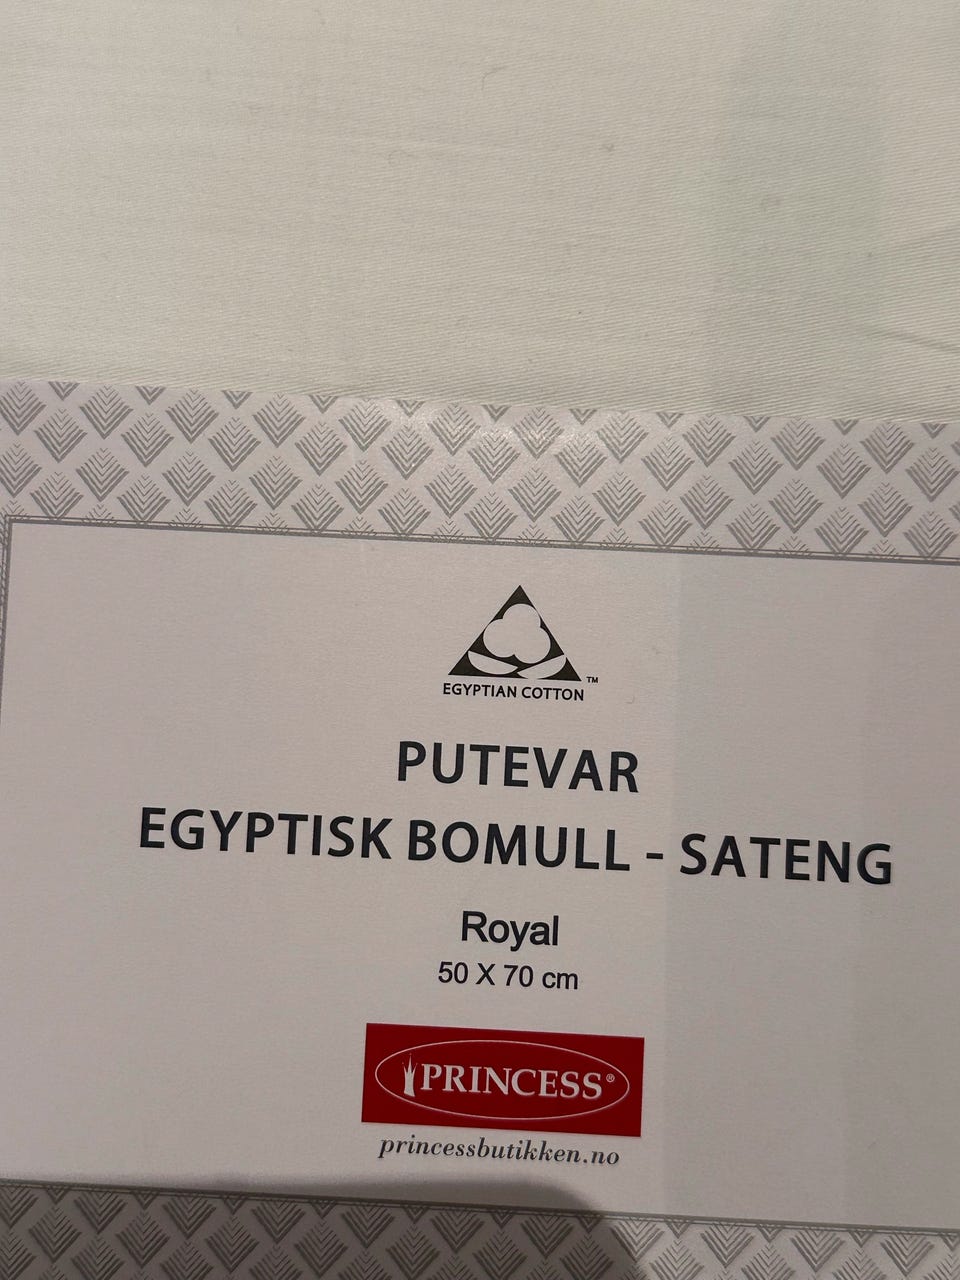 EGYPTIAN COTTON ™
PUTEVAR
EGYPTISK BOMULL - SATENG
Royal
50 X 70 cm
PRINCESS®
princessbutikken.no